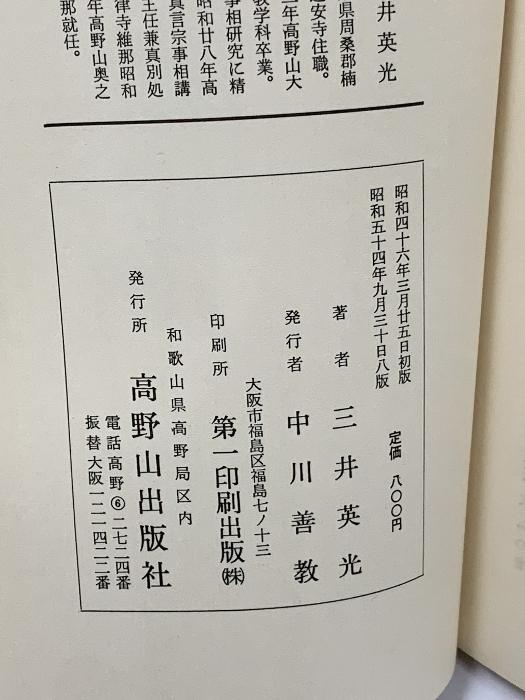 井英光
県周桑郡楠
安寺住職。
年高野山大
教学科卒業。
事相研究に精
昭和廿八年高
真言宗事相講
主任兼真別処
律寺維那昭和
年高野山奥之
那就任。
昭和四十六年三月廿五日初版
昭和五十四年九月三十日八版
定価 八〇〇円
著者 三井英光
発行者 中川善教
大阪市福島区福島七ノ十三
印刷所 第一印刷出版㈱
和歌山県高野局区内
発行所 高野山出版社
電話高野⑥二七二四番
振替大阪一二一四二二番